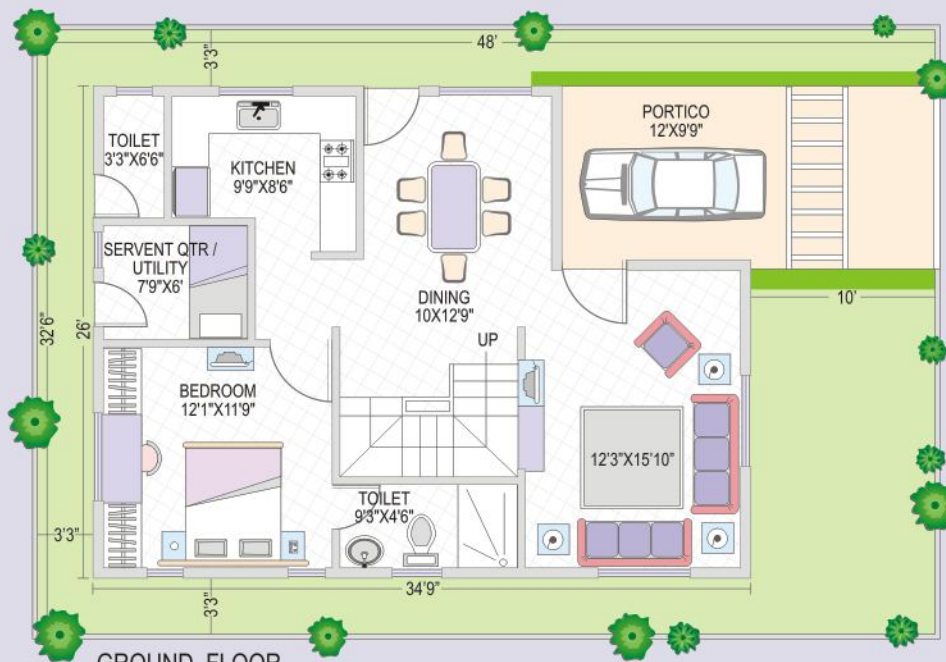 48'
3'3"
PORTICO
12'X9'9"
TOILET
3'3"X6'6"
KITCHEN
9'9"X8'6"
SERVENT QTR /
UTILITY
7'9"X6'
DINING
10X12'9"
10'
32'6"
26'
UP
BEDROOM
12'1"X11'9"
12'3"X15'10"
TOILET
9'3"X4'6"
3'3"
34'9"
3'3"
GROUND FLOOR